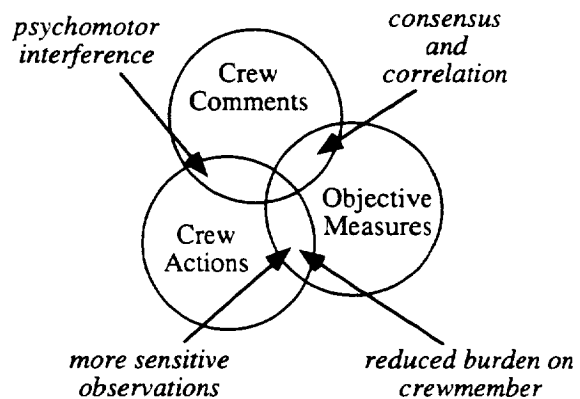 psychomotor
interference
consensus
and
correlation
Crew
Comments
Objective
Measures
Crew
Actions
more sensitive
observations
reduced burden on
crewmember